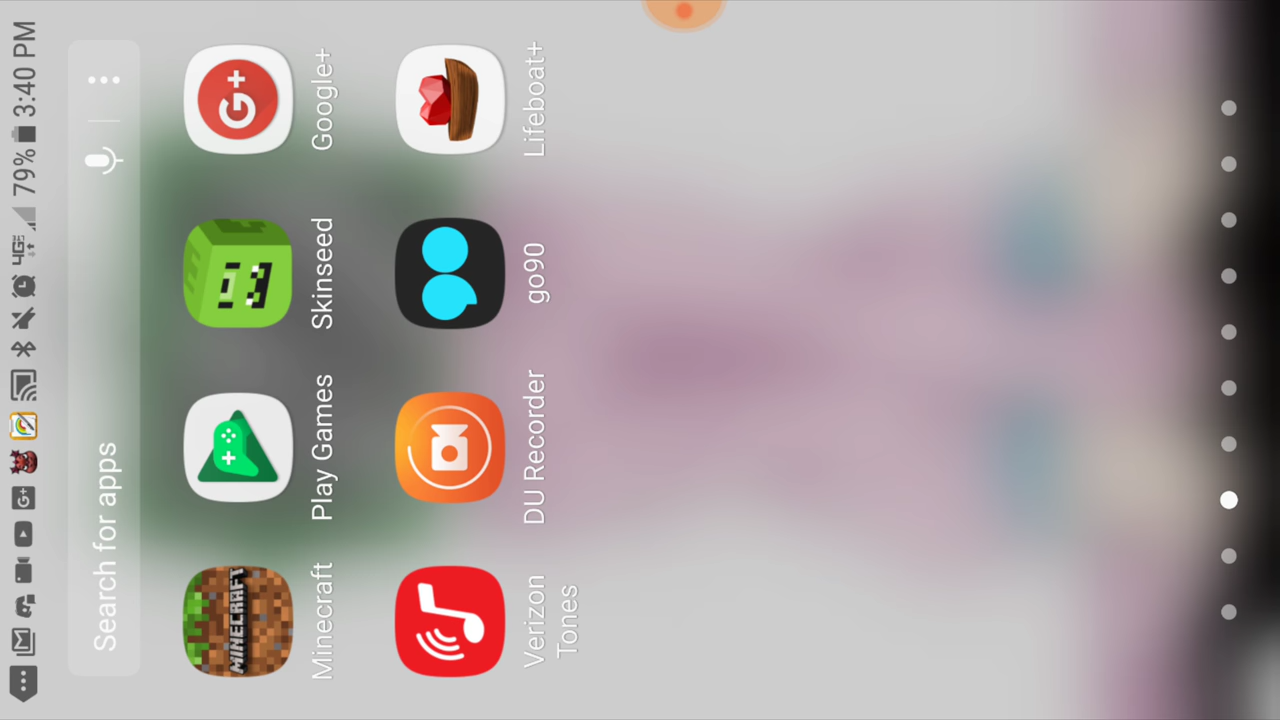 4G 79% 3:40 PM
Search for apps
MINECRAFT
G+
Minecraft
Play Games
Skinseed
Google+
Verizon
Tones
DU Recorder
go90
Lifeboat+